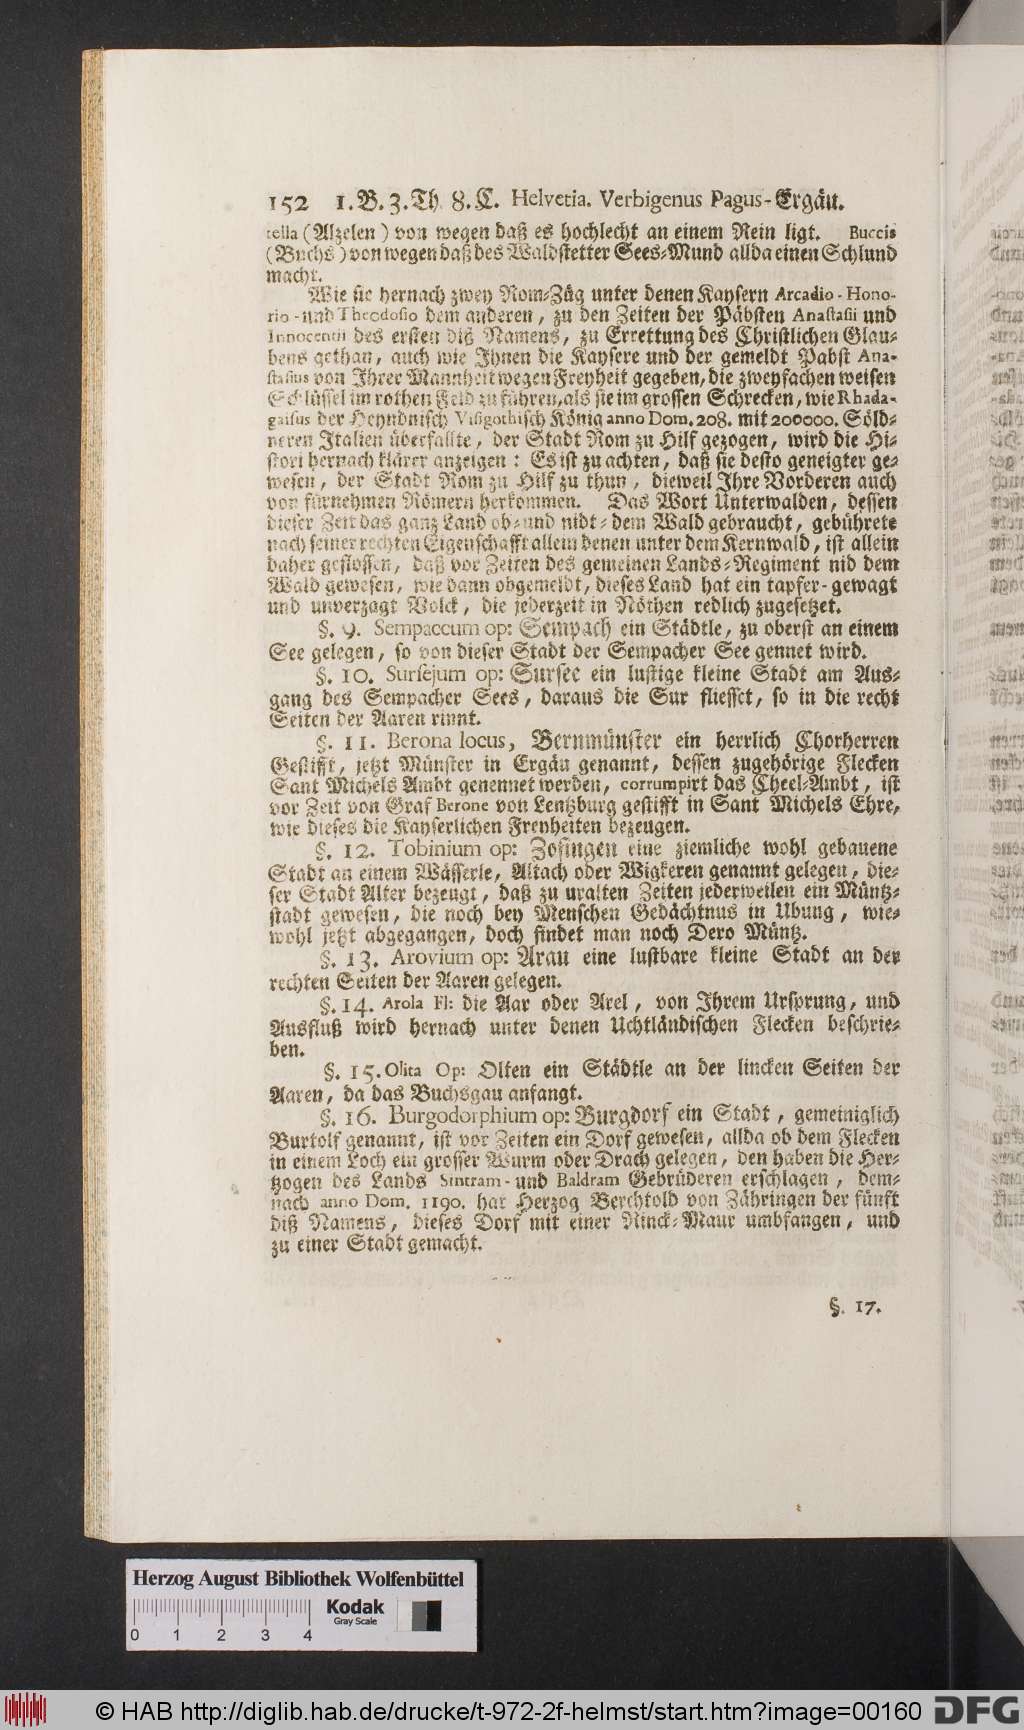 152 1. B. 3. Th 8. C. Helvetia. Verbigenus Pagus-Ergäu.
tella (Alzelen) von wegen daß es hochlecht an einem Rein ligt. Buccis
(Buchs) von wegen daß des Waldstetter Sees-Mund allda einen Schlund
macht.
Wie sie hernach zwey Rom-Züg unter denen Kaysern Arcadio - Hono-
rio - und Theodosio dem anderen, zu den Zeiten der Päbsten Anastasii und
Innocentii des ersten diß Namens, zu Errettung des Christlichen Glau-
bens gethan, auch wie Ihnen die Kaysere und der gemeldt Pabst Ana-
stasius von Ihrer Mannheit wegen Freyheit gegeben, die zweyfachen weisen
Schlüssel im rothen Feld zu führen, als sie im grossen Schrecken, wie Rhada-
gaisus der Heyndnisch Visigothisch König anno Dom. 208. mit 200000. Söld-
neren Italien überfallte, der Stadt Rom zu Hilf gezogen, wird die Hi-
stori hernach klärer anzeigen: Es ist zu achten, daß sie desto geneigter ge-
wesen, der Stadt Rom zu Hilf zu thun, dieweil Ihre Vorderen auch
von fürnehmen Römern herkommen. Das Wort Unterwalden, dessen
dieser Zeit das ganz Land ob- und nidt- dem Wald gebraucht, gebührete
nach seiner rechten Eigenschafft allein denen unter dem Kernwald, ist allein
daher geflossen, daß vor Zeiten des gemeinen Lands-Regiment nid dem
Wald gewesen, wie dann obgemeldt, dieses Land hat ein tapfer- gewagt
und unverzagt Volck, die jederzeit in Nöthen redlich zugesetzet.
§. 9. Sempaccum op: Sempach ein Städtle, zu oberst an einem
See gelegen, so von dieser Stadt der Sempacher See gennet wird.
§. 10. Sursejum op: Sursee ein lustige kleine Stadt am Aus-
gang des Sempacher Sees, daraus die Sur fliesset, so in die recht
Seiten der Aaren rinnt.
§. 11. Berona locus, Bernmünster ein herrlich Chorherren
Gestifft, jetzt Münster in Ergäu genannt, dessen zugehörige Flecken
Sant Michels Ambt genennet werden, corrumpirt das Cheel-Ambt, ist
vor Zeit von Graf Berone von Lentzburg gestifft in Sant Michels Ehre,
wie dieses die Kayserlichen Freyheiten bezeugen.
§. 12. Tobinium op: Zofingen eine ziemliche wohl gebauene
Stadt an einem Wässerle, Altach oder Wigkeren genannt gelegen, die-
ser Stadt Alter bezeugt, daß zu uralten Zeiten jederweilen ein Müntz-
stadt gewesen, die noch bey Menschen Gedächtnus in Ubung, wie-
wohl jetzt abgegangen, doch findet man noch Dero Müntz.
§. 13. Arovium op: Arau eine lustbare kleine Stadt an der
rechten Seiten der Aaren gelegen.
§. 14. Arola Fl: die Aar oder Arel, von Ihrem Ursprung, und
Ausfluß wird hernach unter denen Uchtländischen Flecken beschrie-
ben.
§. 15. Olita Op: Olten ein Städtle an der lincken Seiten der
Aaren, da das Buchsgau anfangt.
§. 16. Burgodorphium op: Burgdorf ein Stadt, gemeiniglich
Burtolf genannt, ist vor Zeiten ein Dorf gewesen, allda ob dem Flecken
in einem Loch ein grosser Wurm oder Drach gelegen, den haben die Her-
tzogen des Lands Sintram - und Baldram Gebrüderen erschlagen, dem-
nach anno Dom. 1190. hat Herzog Berchtold von Zähringen der fünft
diß Namens, dieses Dorf mit einer Rinck-Maur umbfangen, und
zu einer Stadt gemacht.
§. 17.
Herzog August Bibliothek Wolfenbüttel
Kodak
Gray Scale
0 1 2 3 4
© HAB http://diglib.hab.de/drucke/t-972-2f-helmst/start.htm?image=00160
DFG